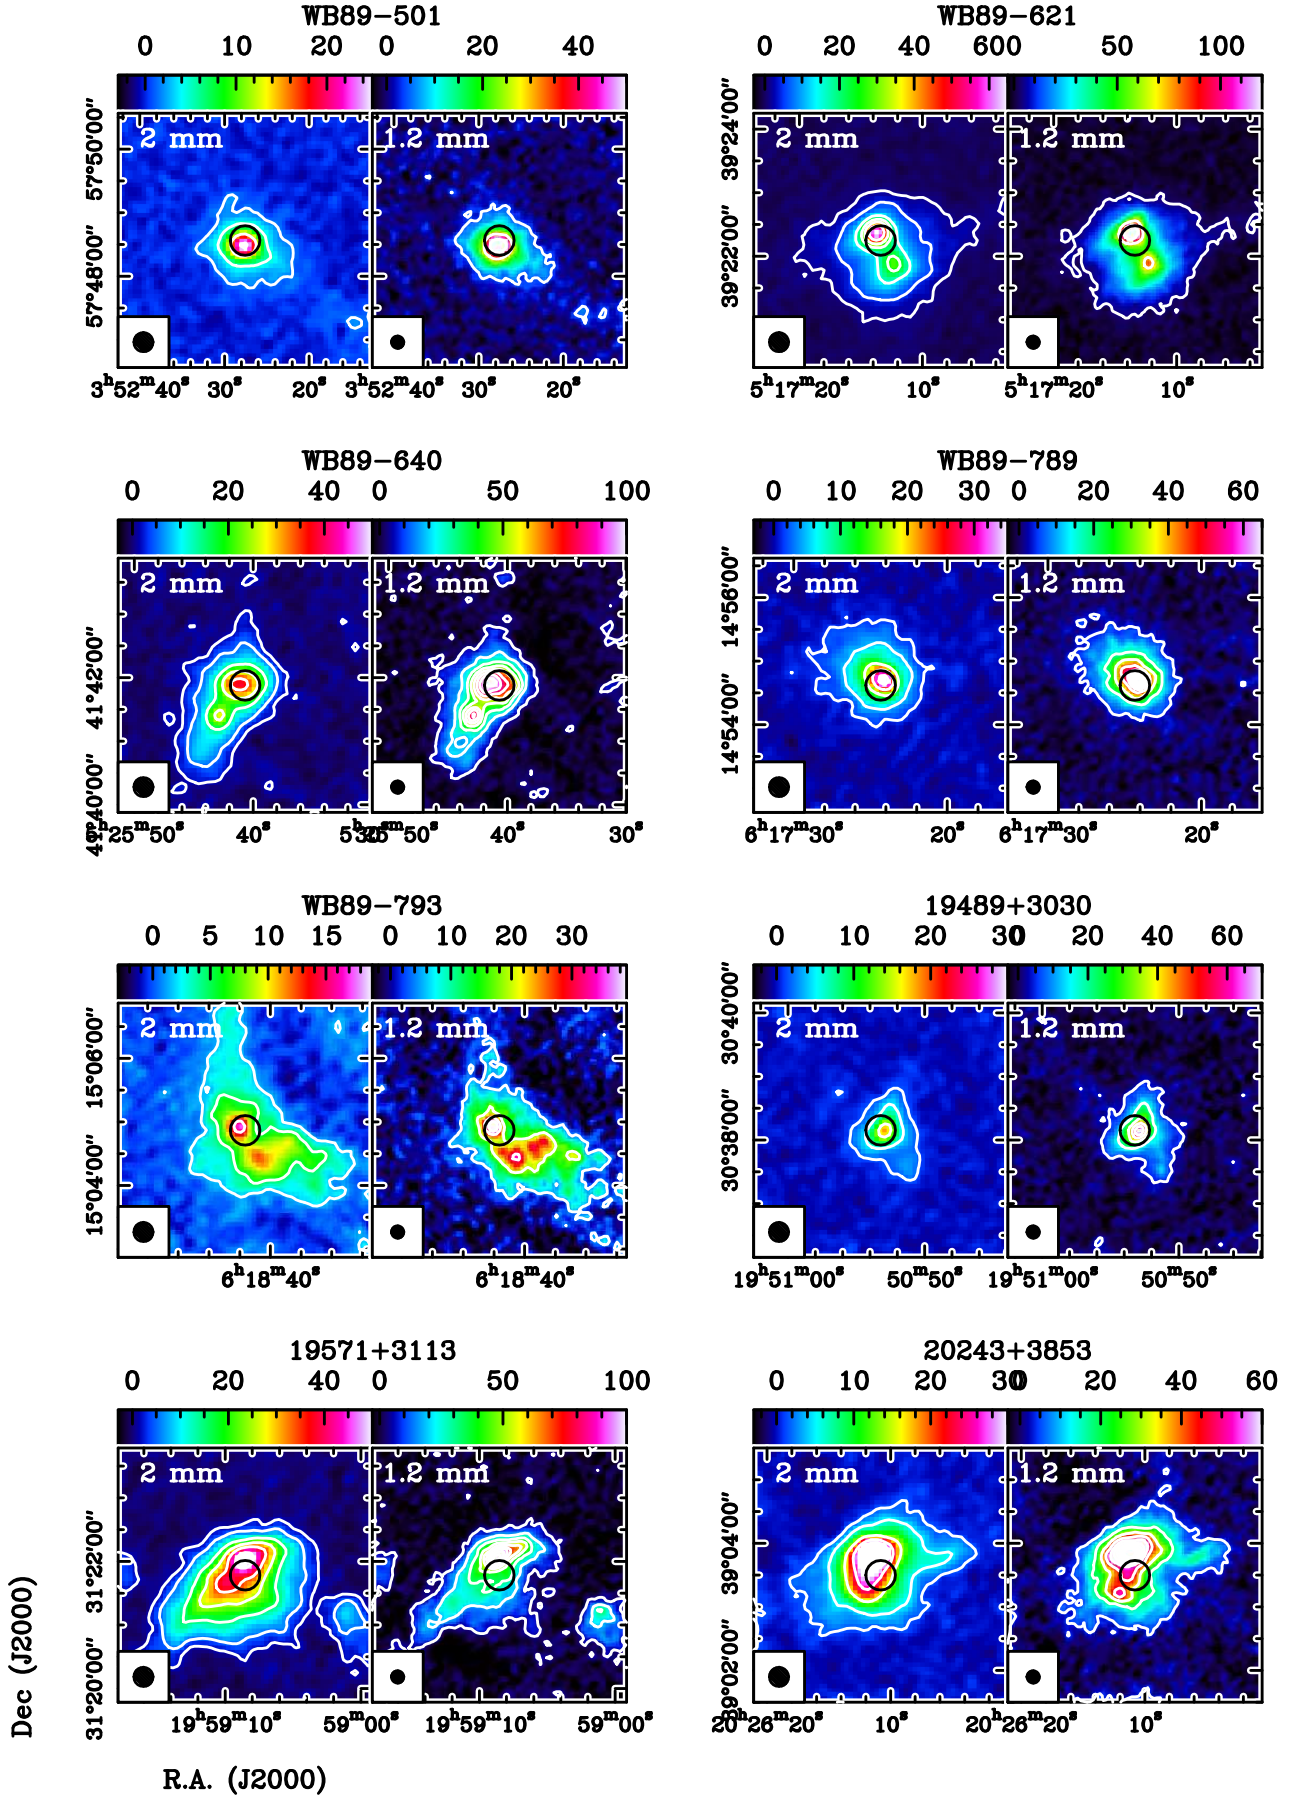 WB89−501 WB89−621
0 10 20 0 20 40 0 20 40 600 50 100
2 mm 1.2 mm 2 mm 1.2 mm
57°50'00" 39°24'00"
57°48'00" 39°22'00"
3ʰ52ᵐ40ˢ 30ˢ 20ˢ 3ʰ52ᵐ40ˢ 30ˢ 20ˢ 5ʰ17ᵐ20ˢ 10ˢ 5ʰ17ᵐ20ˢ 10ˢ
WB89−640 WB89−789
0 20 40 0 50 100 0 10 20 30 0 20 40 60
2 mm 1.2 mm 2 mm 1.2 mm
41°42'00" 14°56'00"
41°40'00" 14°54'00"
5ʰ25ᵐ50ˢ 40ˢ 5ʰ25ᵐ50ˢ 40ˢ 30ˢ 6ʰ17ᵐ30ˢ 20ˢ 6ʰ17ᵐ30ˢ 20ˢ
WB89−793 19489+3030
0 5 10 15 0 10 20 30 0 10 20 30 0 20 40 60
2 mm 1.2 mm 2 mm 1.2 mm
15°06'00" 30°40'00"
15°04'00" 30°38'00"
6ʰ18ᵐ40ˢ 6ʰ18ᵐ40ˢ 19ʰ51ᵐ00ˢ 50ᵐ50ˢ 19ʰ51ᵐ00ˢ 50ᵐ50ˢ
19571+3113 20243+3853
0 20 40 0 50 100 0 10 20 30 0 20 40 60
2 mm 1.2 mm 2 mm 1.2 mm
31°22'00" 39°04'00"
31°20'00" 39°02'00"
19ʰ59ᵐ10ˢ 59ᵐ00ˢ 19ʰ59ᵐ10ˢ 59ᵐ00ˢ 20ʰ26ᵐ20ˢ 10ˢ 20ʰ26ᵐ20ˢ 10ˢ
Dec (J2000)
R.A. (J2000)